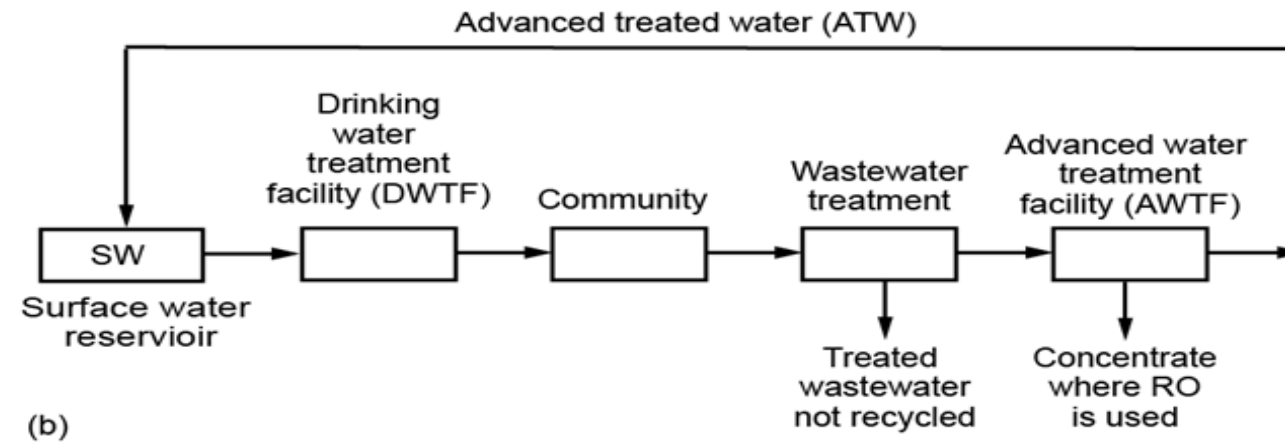 Advanced treated water (ATW)
Drinking
water
treatment
facility (DWTF)
Community
Wastewater
treatment
Advanced water
treatment
facility (AWTF)
SW
Surface water
reservioir
Treated
wastewater
not recycled
Concentrate
where RO
is used
(b)